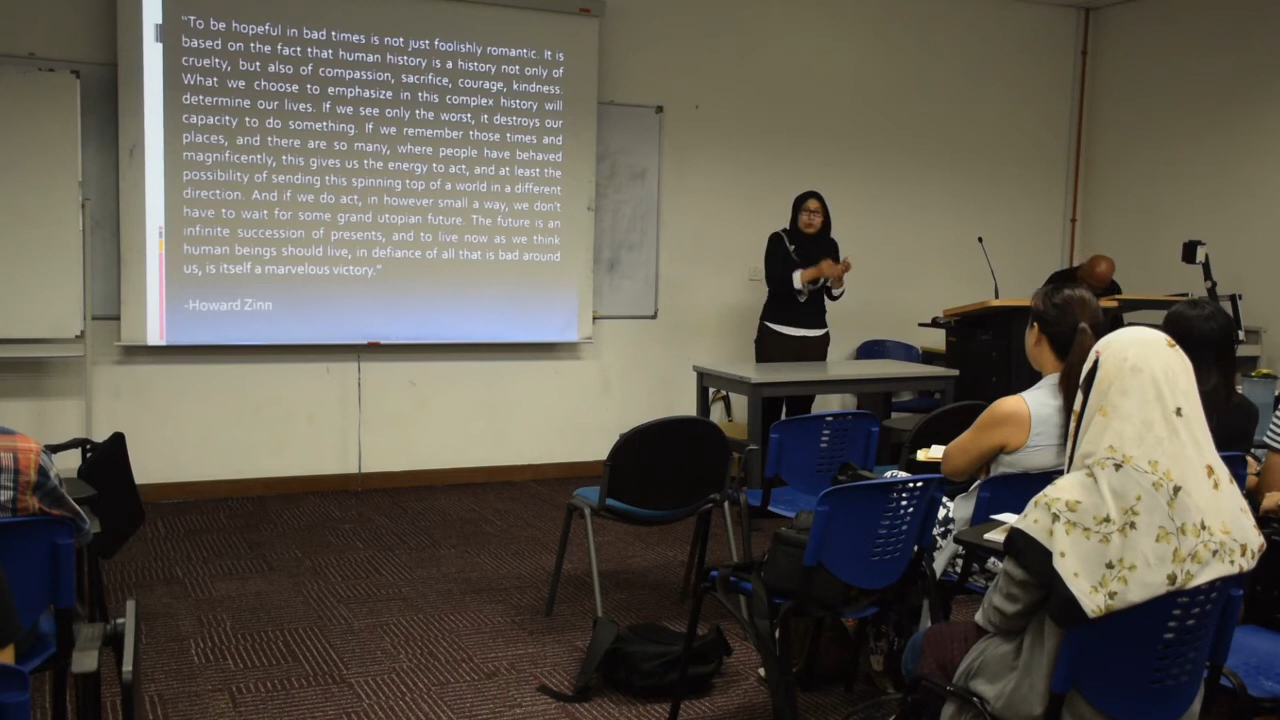 “To be hopeful in bad times is not just foolishly romantic. It is
based on the fact that human history is a history not only of
cruelty, but also of compassion, sacrifice, courage, kindness.
What we choose to emphasize in this complex history will
determine our lives. If we see only the worst, it destroys our
capacity to do something. If we remember those times and
places, and there are so many, where people have behaved
magnificently, this gives us the energy to act, and at least the
possibility of sending this spinning top of a world in a different
direction. And if we do act, in however small a way, we don’t
have to wait for some grand utopian future. The future is an
infinite succession of presents, and to live now as we think
human beings should live, in defiance of all that is bad around
us, is itself a marvelous victory.”
-Howard Zinn